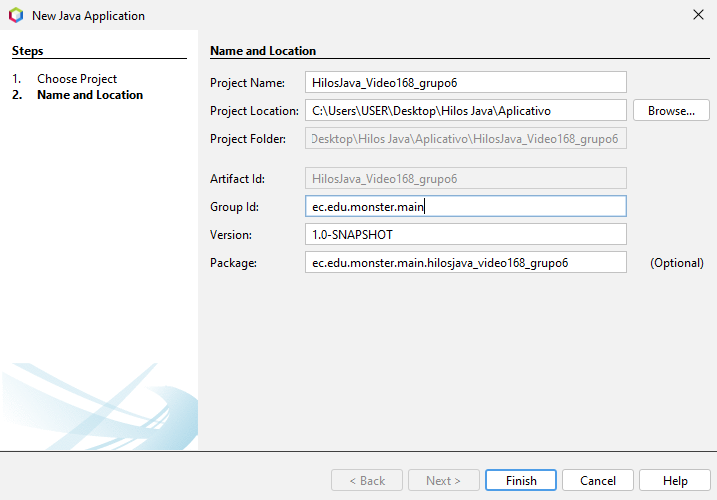 New Java Application
Steps
1. Choose Project
2. Name and Location
Name and Location
Project Name: HilosJava_Video168_grupo6
Project Location: C:\Users\USER\Desktop\Hilos Java\Aplicativo Browse...
Project Folder: Desktop\Hilos Java\Aplicativo\HilosJava_Video168_grupo6
Artifact Id: HilosJava_Video168_grupo6
Group Id: ec.edu.monster.main
Version: 1.0-SNAPSHOT
Package: ec.edu.monster.main.hilosjava_video168_grupo6 (Optional)
< Back Next > Finish Cancel Help